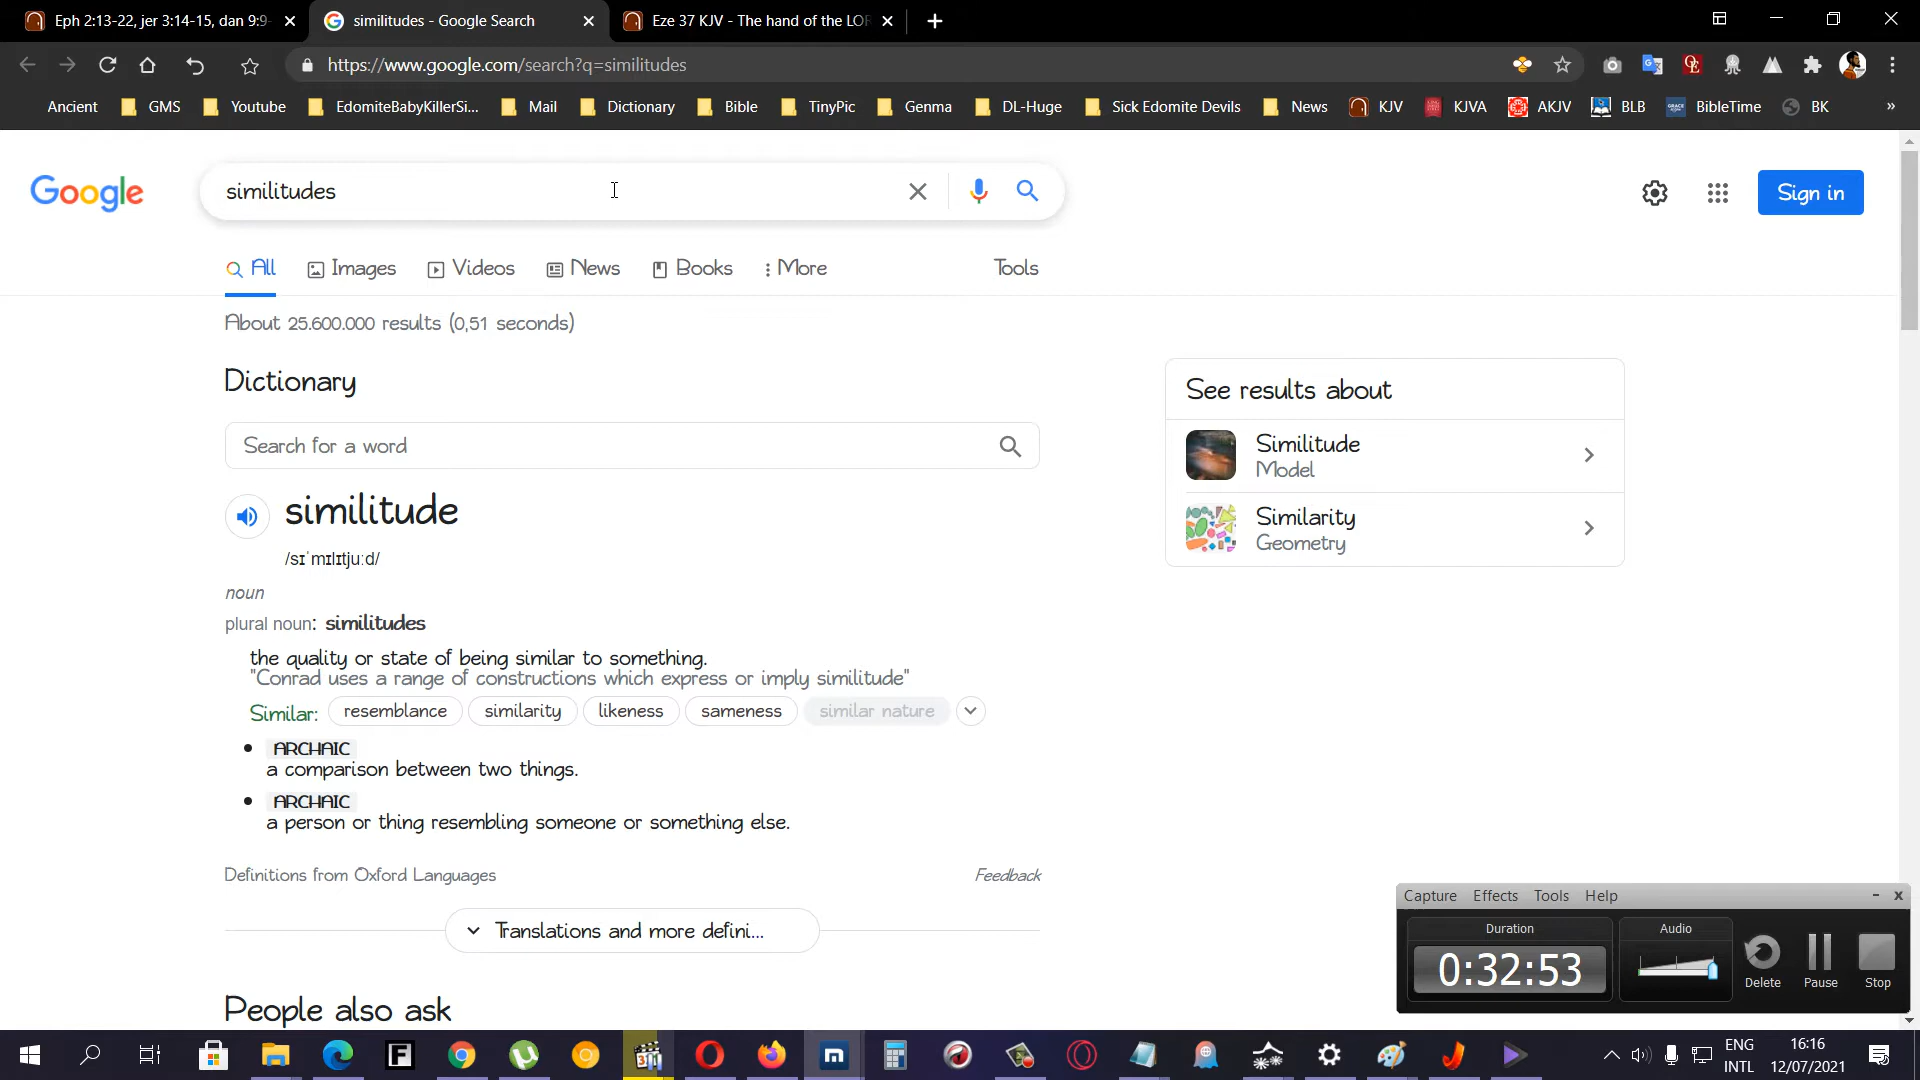 Eph 2:13-22, jer 3:14-15, dan 9:9-
similitudes - Google Search
Eze 37 KJV - The hand of the LOR
https://www.google.com/search?q=similitudes
Ancient
GMS
Youtube
EdomiteBabyKillerSi...
Mail
Dictionary
Bible
TinyPic
Genma
DL-Huge
Sick Edomite Devils
News
KJV
KJVA
AKJV
BLB
BibleTime
BK
»
Google
similitudes
Sign in
All
Images
Videos
News
Books
More
Tools
About 25.600.000 results (0,51 seconds)
Dictionary
Search for a word
similitude
/sɪˈmɪlɪtjuːd/
noun
plural noun: similitudes
the quality or state of being similar to something.
"Conrad uses a range of constructions which express or imply similitude"
Similar: resemblance similarity likeness sameness similar nature
ARCHAIC
a comparison between two things.
ARCHAIC
a person or thing resembling someone or something else.
Definitions from Oxford Languages
Feedback
Translations and more defini...
People also ask
See results about
Similitude
Model
Similarity
Geometry
Capture Effects Tools Help
Duration
0:32:53
Audio
Delete
Pause
Stop
ENG
INTL
16:16
12/07/2021